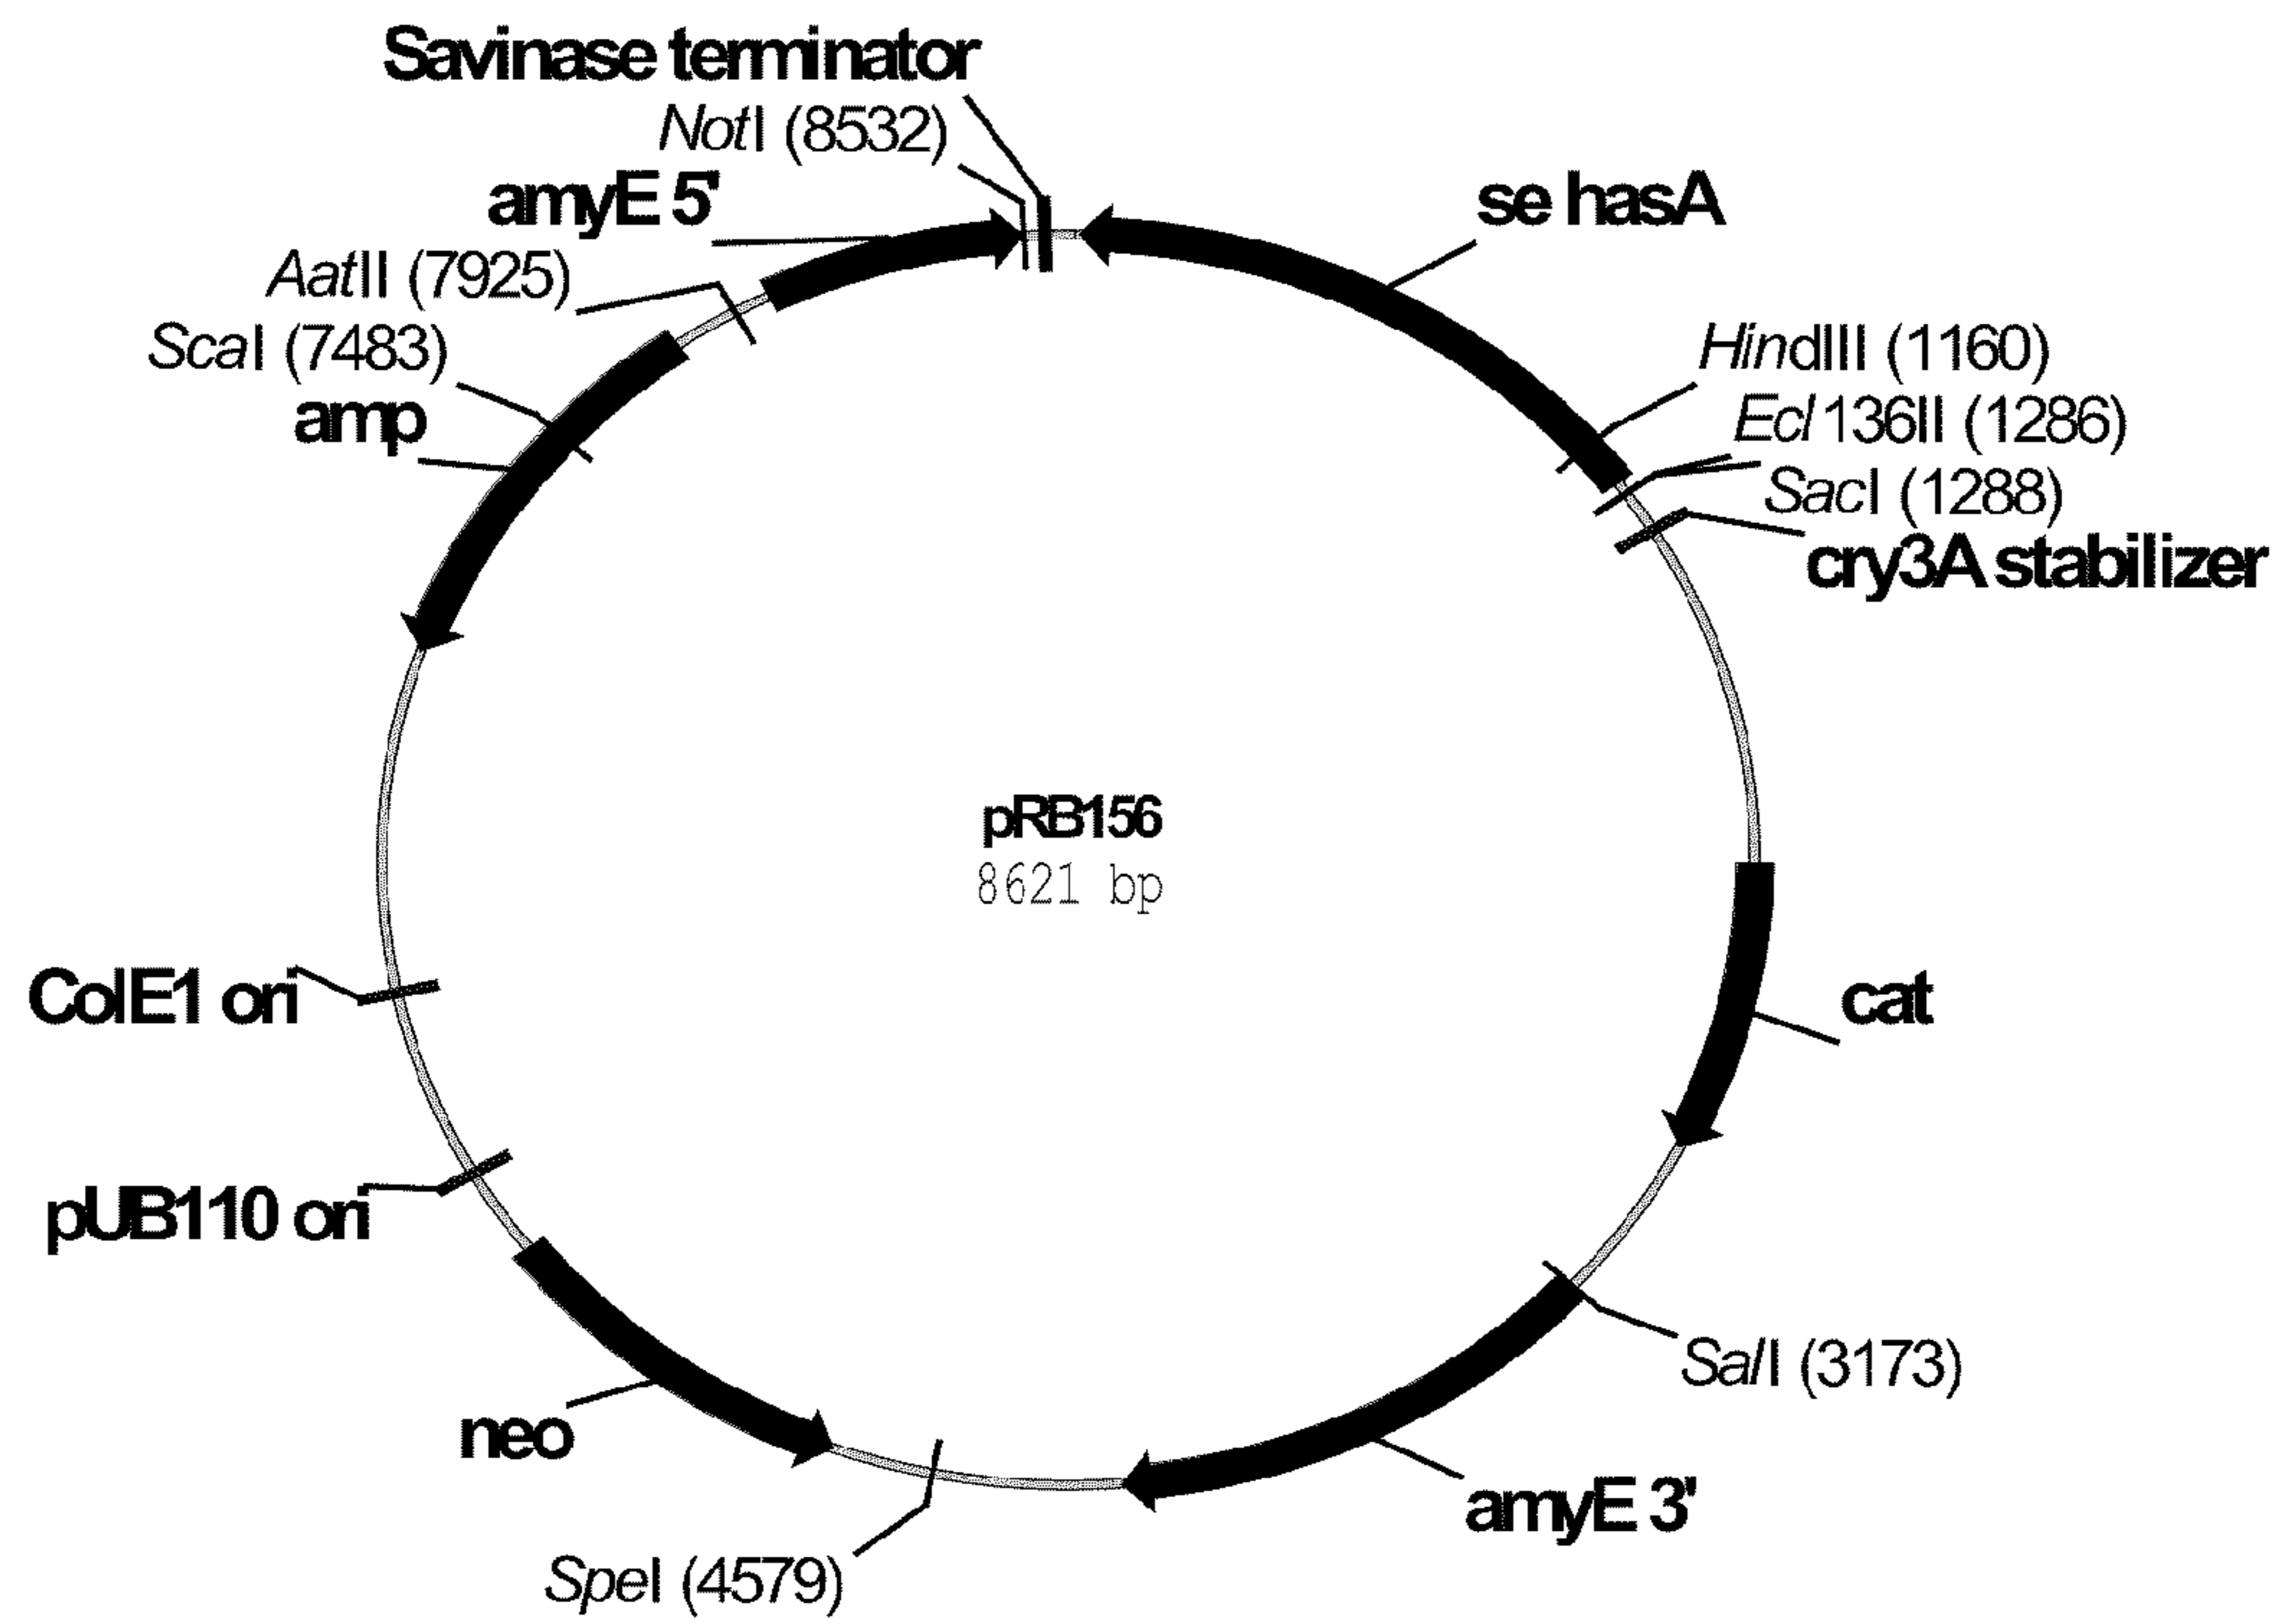 Savinase terminator
NotI (8532)
amyE 5'
se hasA
AatII (7925)
ScaI (7483)
HindIII (1160)
amp
Ecl136II (1286)
SacI (1288)
cry3A stabilizer
pRB156
8621 bp
ColE1 ori
cat
pUB110 ori
SalI (3173)
neo
amyE 3'
SpeI (4579)